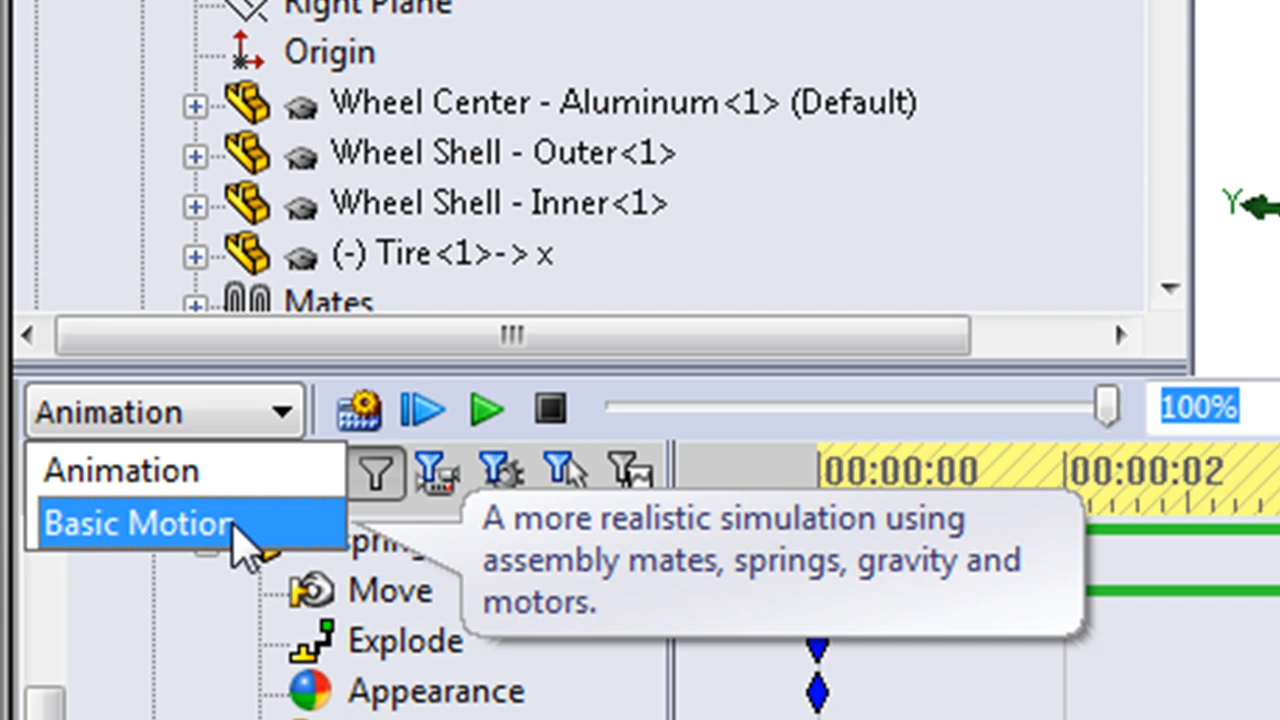 Right Plane
Origin
Wheel Center - Aluminum<1> (Default)
Wheel Shell - Outer<1>
Wheel Shell - Inner<1>
(-) Tire<1>-> x
Mates
Animation
100%
Animation
00:00:00
00:00:02
Basic Motion
A more realistic simulation using
assembly mates, springs, gravity and
motors.
Move
Explode
Appearance
Y